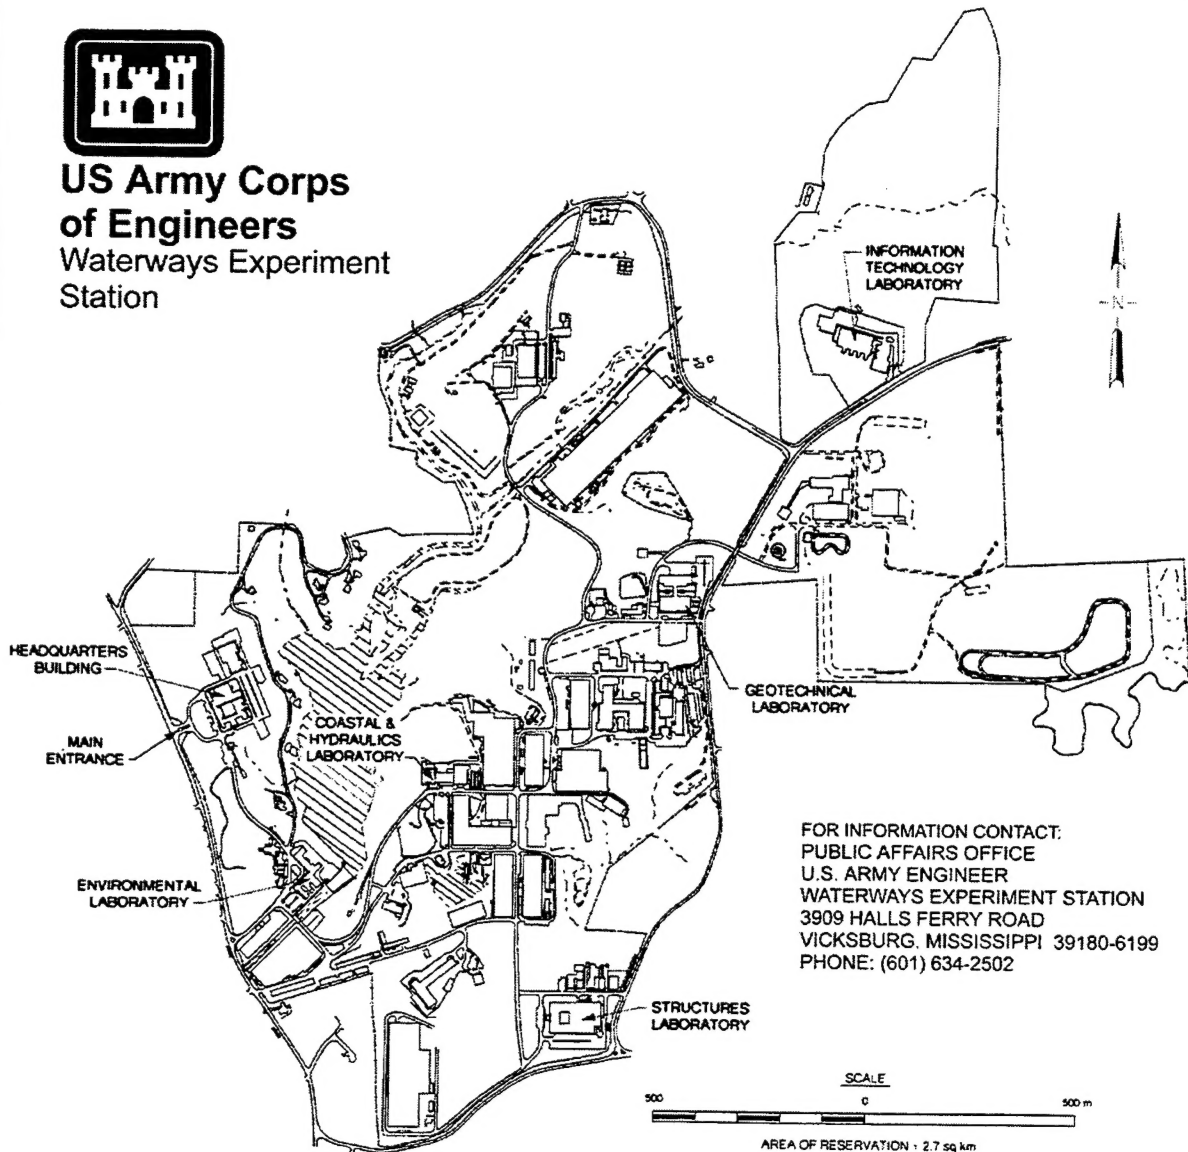 US Army Corps
of Engineers
Waterways Experiment
Station
INFORMATION
TECHNOLOGY
LABORATORY
N
HEADQUARTERS
BUILDING
MAIN
ENTRANCE
COASTAL &
HYDRAULICS
LABORATORY
GEOTECHNICAL
LABORATORY
ENVIRONMENTAL
LABORATORY
STRUCTURES
LABORATORY
FOR INFORMATION CONTACT:
PUBLIC AFFAIRS OFFICE
U.S. ARMY ENGINEER
WATERWAYS EXPERIMENT STATION
3909 HALLS FERRY ROAD
VICKSBURG, MISSISSIPPI 39180-6199
PHONE: (601) 634-2502
SCALE
500 0 500 m
AREA OF RESERVATION : 2.7 sq km